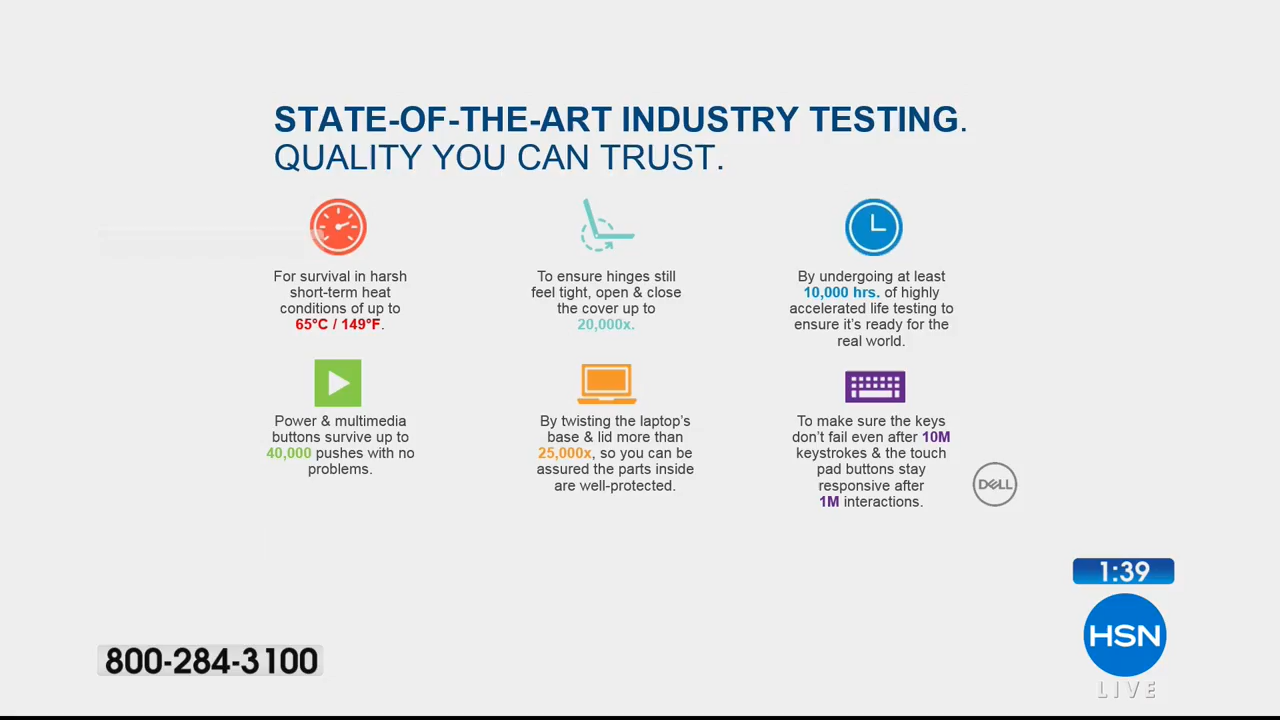 STATE-OF-THE-ART INDUSTRY TESTING.
QUALITY YOU CAN TRUST.
For survival in harsh
short-term heat
conditions of up to
65°C / 149°F.
To ensure hinges still
feel tight, open & close
the cover up to
20,000x.
By undergoing at least
10,000 hrs. of highly
accelerated life testing to
ensure it's ready for the
real world.
Power & multimedia
buttons survive up to
40,000 pushes with no
problems.
By twisting the laptop's
base & lid more than
25,000x, so you can be
assured the parts inside
are well-protected.
To make sure the keys
don't fail even after 10M
keystrokes & the touch
pad buttons stay
responsive after
1M interactions.
DELL
1:39
HSN
LIVE
800-284-3100